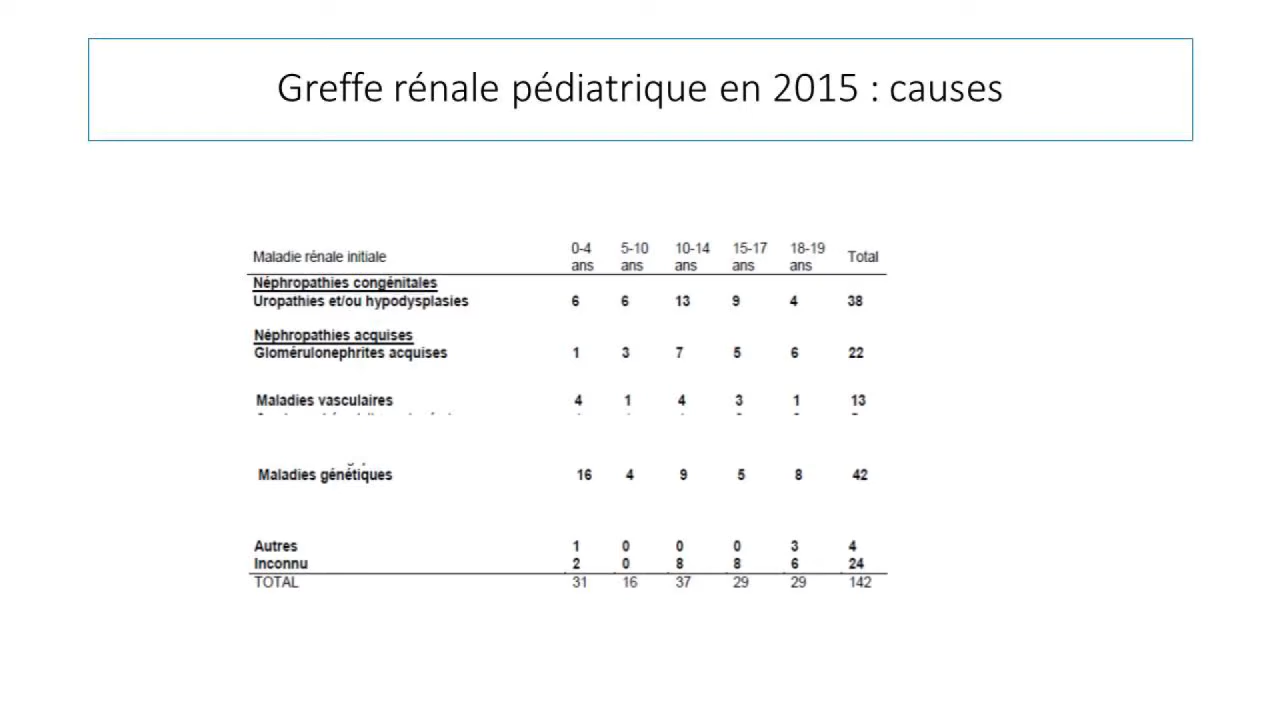 Greffe rénale pédiatrique en 2015 : causes
Maladie rénale initiale 0-4 ans 5-10 ans 10-14 ans 15-17 ans 18-19 ans Total
Néphropathies congénitales
Uropathies et/ou hypodysplasies 6 6 13 9 4 38
Néphropathies acquises
Glomérulonephrites acquises 1 3 7 5 6 22
Maladies vasculaires 4 1 4 3 1 13
Maladies génétiques 16 4 9 5 8 42
Autres 1 0 0 0 3 4
Inconnu 2 0 8 8 6 24
TOTAL 31 16 37 29 29 142